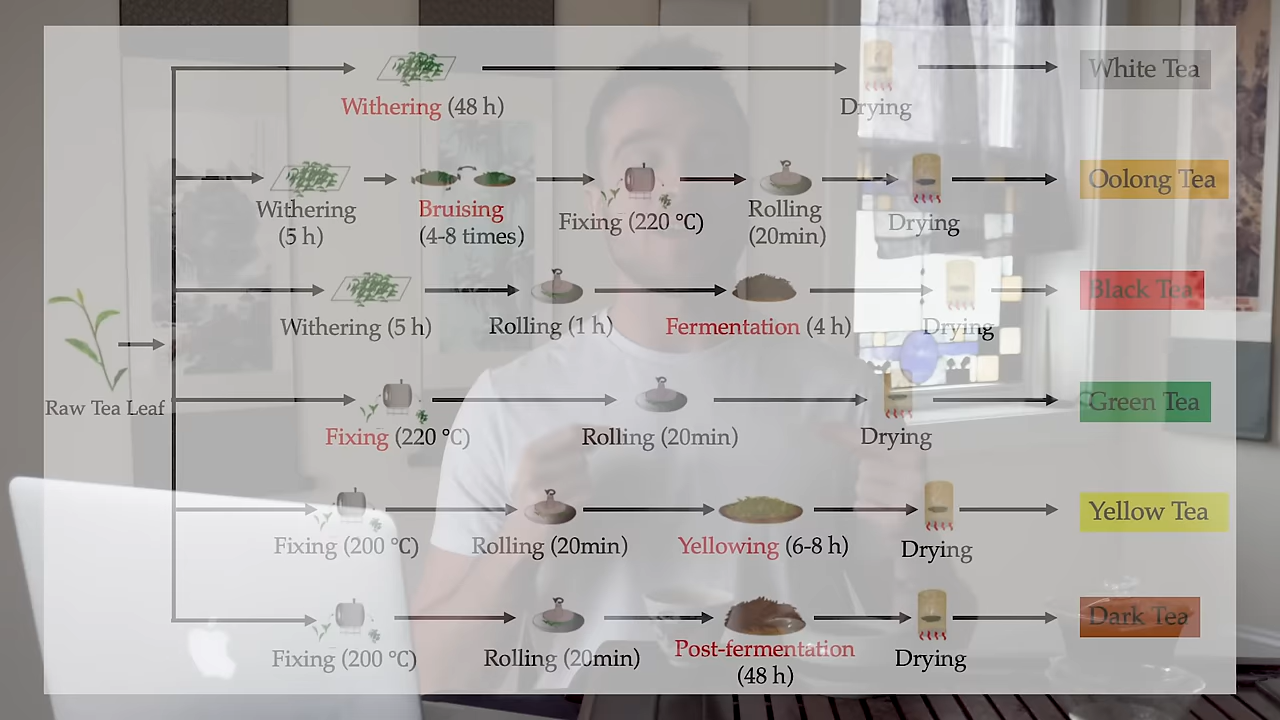 Withering (48 h)
Drying
White Tea
Withering
(5 h)
Bruising
(4-8 times)
Fixing (220 °C)
Rolling
(20min)
Drying
Oolong Tea
Withering (5 h)
Rolling (1 h)
Fermentation (4 h)
Drying
Black Tea
Raw Tea Leaf
Fixing (220 °C)
Rolling (20min)
Drying
Green Tea
Fixing (200 °C)
Rolling (20min)
Yellowing (6-8 h)
Drying
Yellow Tea
Fixing (200 °C)
Rolling (20min)
Post-fermentation
(48 h)
Drying
Dark Tea